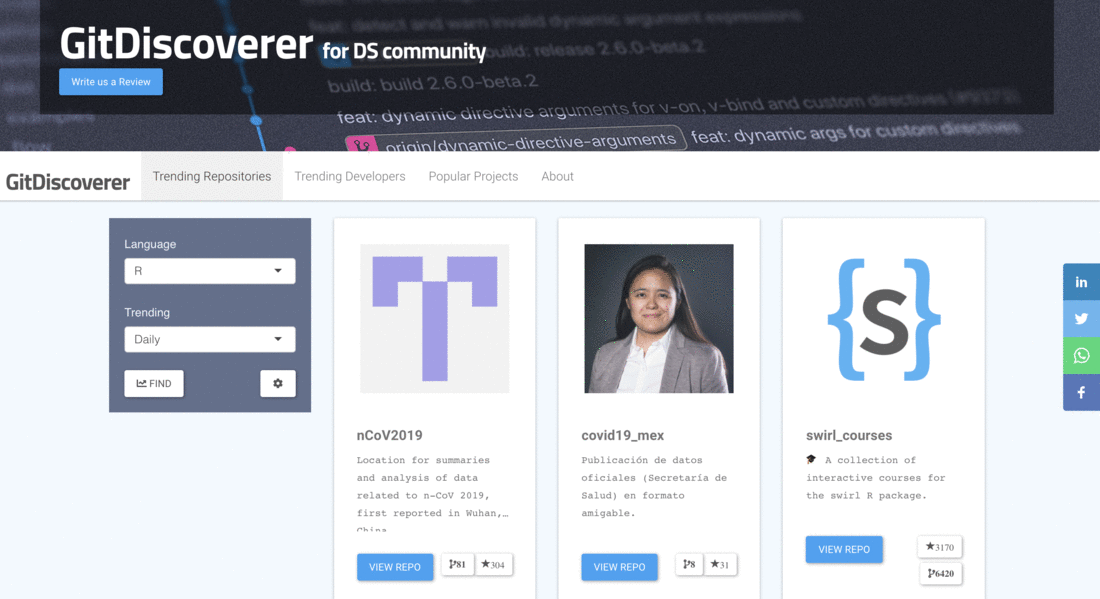 GitDiscoverer for DS community
Write us a Review
build: release 2.6.0-beta.2
build: build 2.6.0-beta.2
feat: dynamic directive arguments for v-on, v-bind and custom directives (#9373)
origin/dynamic-directive-arguments feat: dynamic args for custom directives
feat: detect and warn invalid dynamic argument expressions
GitDiscoverer
Trending Repositories
Trending Developers
Popular Projects
About
Language
R
Trending
Daily
FIND
nCoV2019
Location for summaries
and analysis of data
related to n-CoV 2019,
first reported in Wuhan,…
China
VIEW REPO
81
304
covid19_mex
Publicación de datos
oficiales (Secretaría de
Salud) en formato
amigable.
VIEW REPO
8
31
{S}
swirl_courses
🎓 A collection of
interactive courses for
the swirl R package.
VIEW REPO
3170
6420
in
f